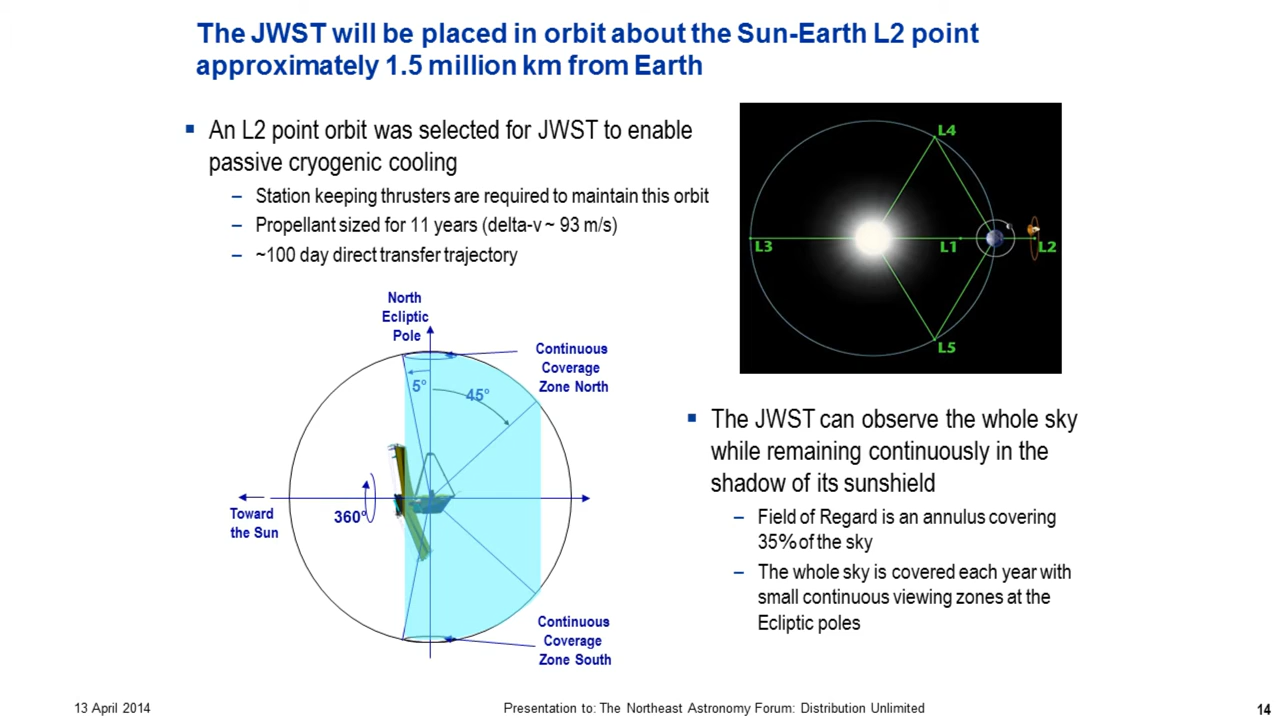 The JWST will be placed in orbit about the Sun-Earth L2 point
approximately 1.5 million km from Earth
▪ An L2 point orbit was selected for JWST to enable
passive cryogenic cooling
– Station keeping thrusters are required to maintain this orbit
– Propellant sized for 11 years (delta-v ~ 93 m/s)
– ~100 day direct transfer trajectory
L4
L3
L1
L2
L5
North
Ecliptic
Pole
Continuous
Coverage
Zone North
5°
45°
Toward
the Sun
360°
Continuous
Coverage
Zone South
▪ The JWST can observe the whole sky
while remaining continuously in the
shadow of its sunshield
– Field of Regard is an annulus covering
35% of the sky
– The whole sky is covered each year with
small continuous viewing zones at the
Ecliptic poles
13 April 2014
Presentation to: The Northeast Astronomy Forum: Distribution Unlimited
14